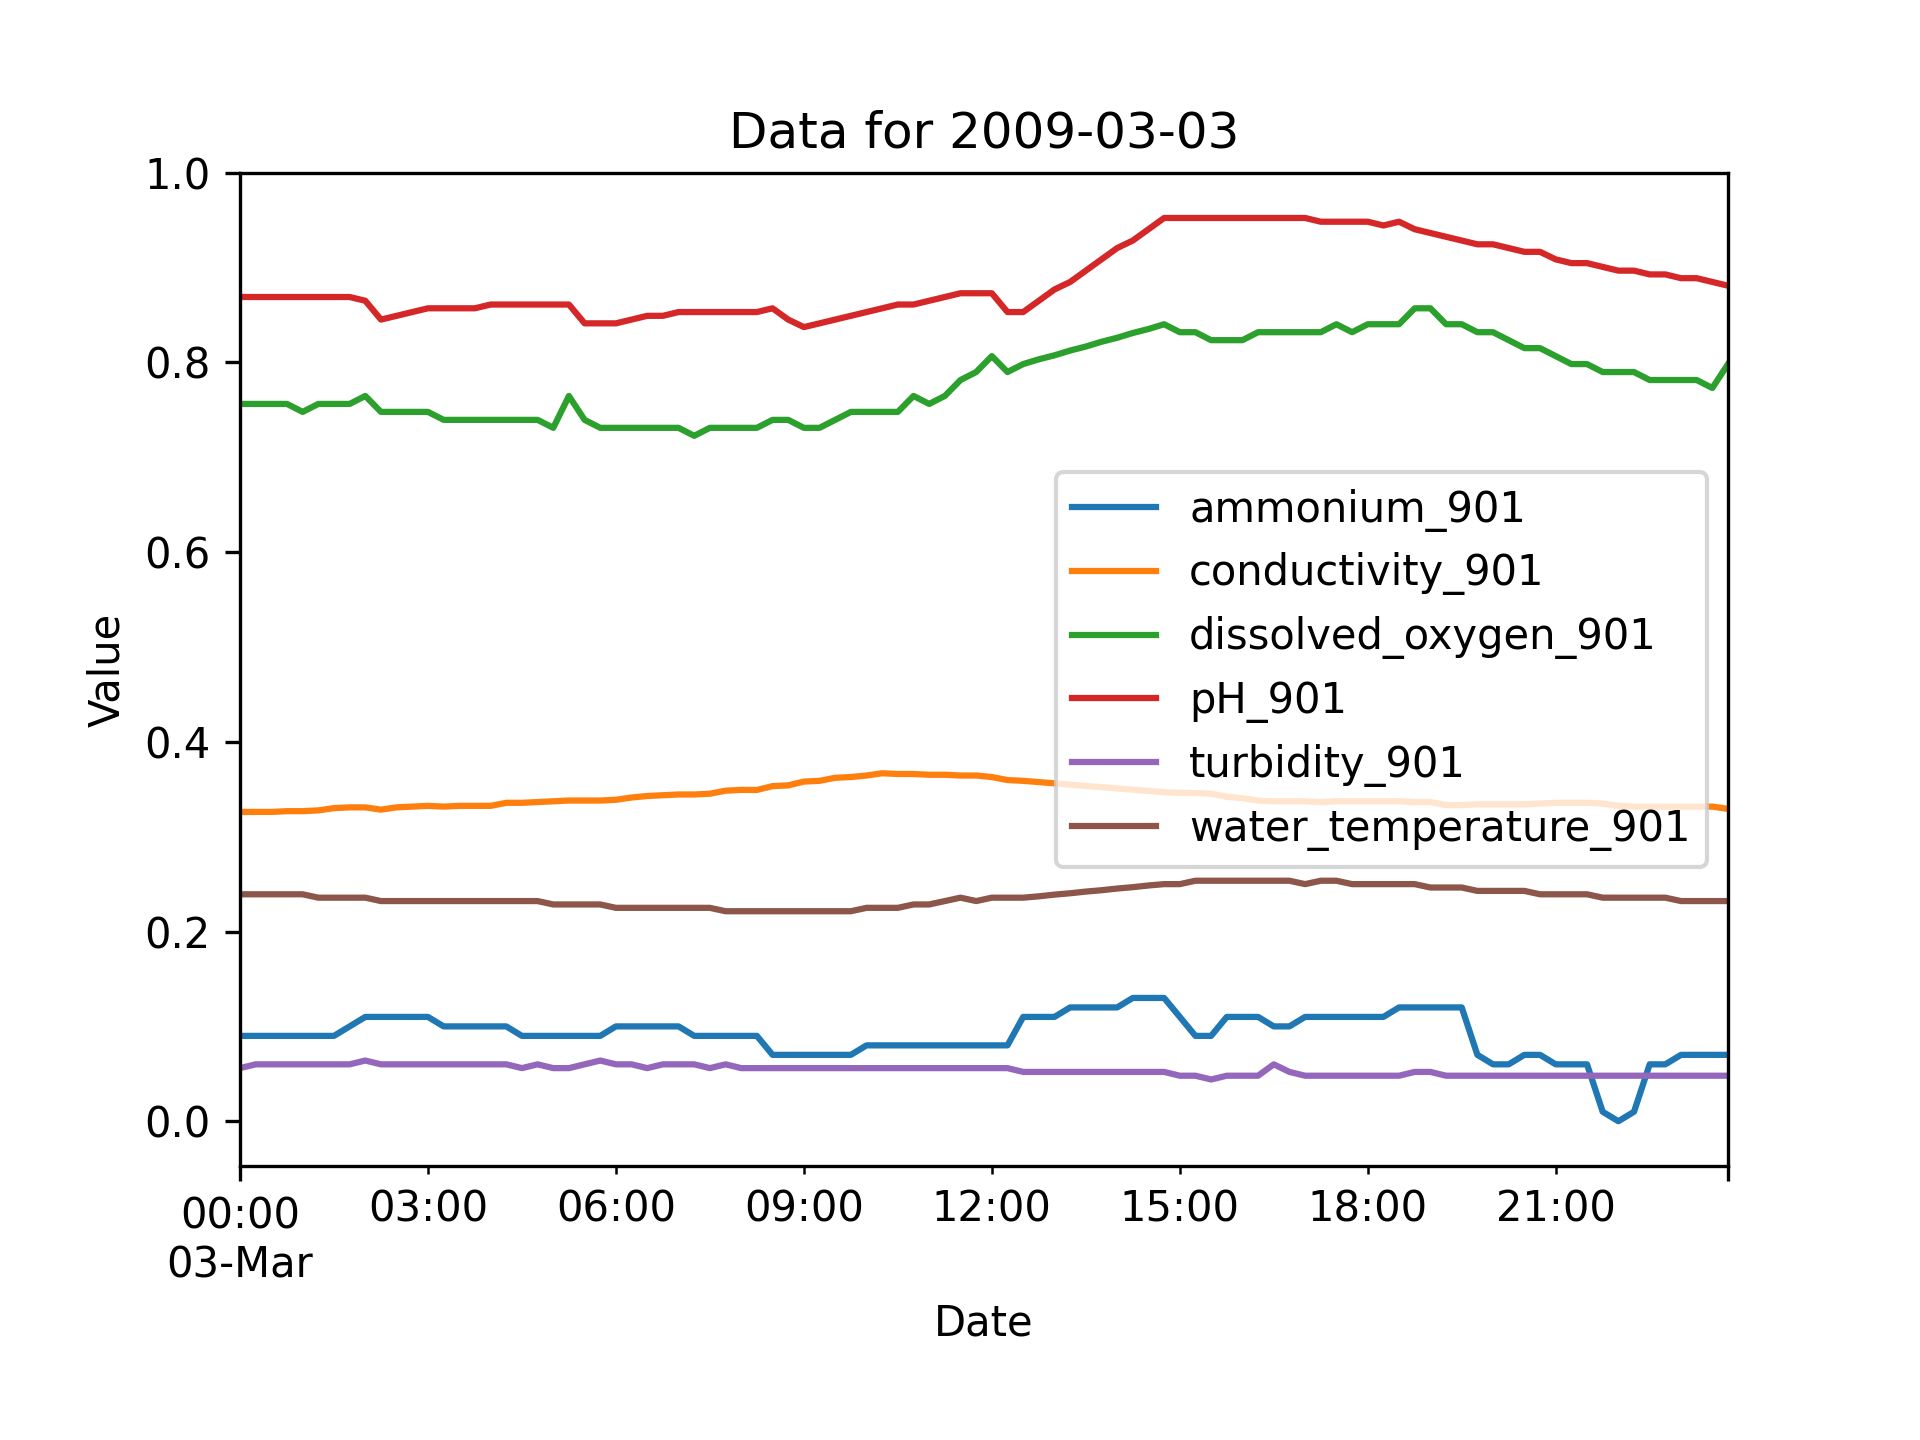 Data for 2009-03-03
1.0
0.8
0.6
0.4
0.2
0.0
Value
ammonium_901
conductivity_901
dissolved_oxygen_901
pH_901
turbidity_901
water_temperature_901
00:00 03:00 06:00 09:00 12:00 15:00 18:00 21:00
03-Mar
Date